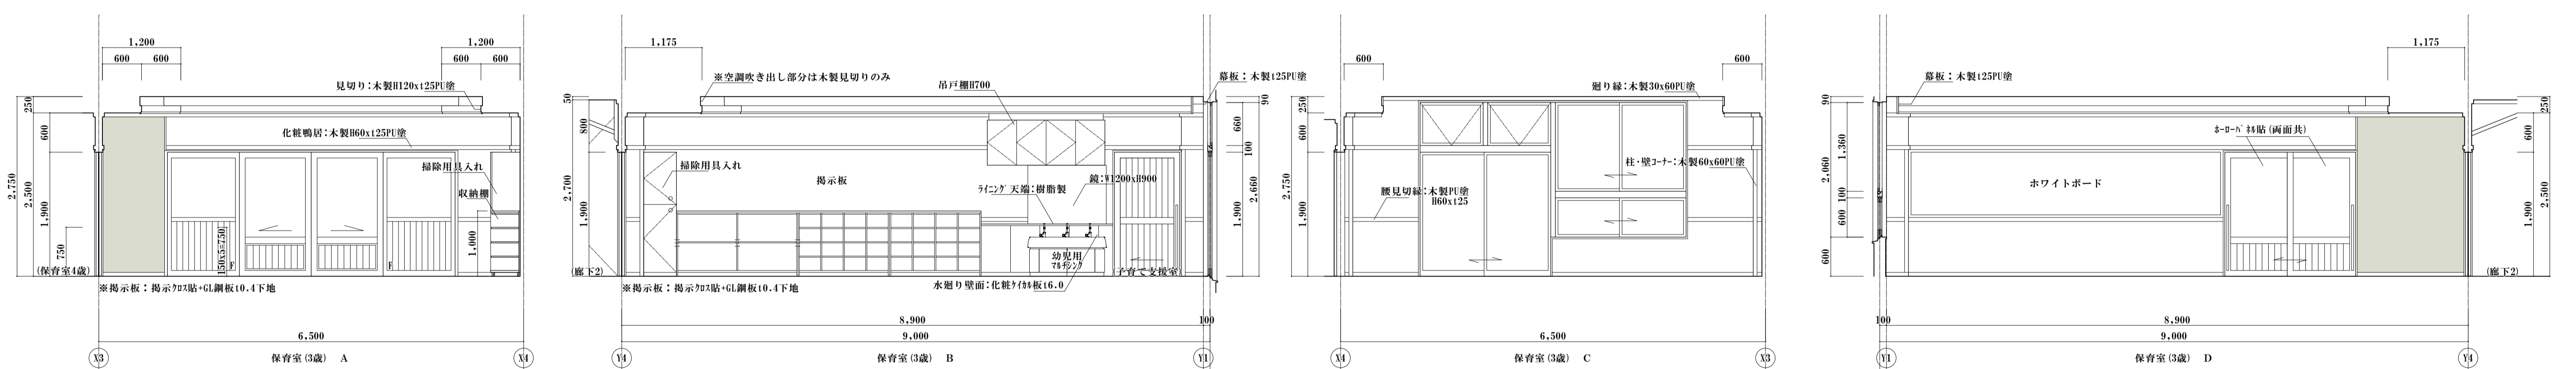 1,200
600 600
1,200
600 600
見切り：木製H120xt25PU塗
化粧鴨居：木製H60xt25PU塗
掃除用具入れ
収納棚
250
600
2,750
2,500
1,900
750
150x5=750
F
F
1,000
(保育室4歳)
※掲示板：掲示ｸﾛｽ貼+GL鋼板t0.4下地
6,500
X3
保育室(3歳) A
X4
1,175
※空調吹き出し部分は木製見切りのみ
吊戸棚H700
幕板：木製t25PU塗
50
800
2,700
1,900
掃除用具入れ
掲示板
ﾗｲﾆﾝｸﾞ天端：樹脂製
鏡：W1200xH900
幼児用
ﾏﾙﾁｼﾝｸ
90
660
100
2,660
1,900
(廊下2)
(子育て支援室)
※掲示板：掲示ｸﾛｽ貼+GL鋼板t0.4下地
水廻り壁面：化粧ｹｲｶﾙ板t6.0
8,900
100
9,000
Y4
保育室(3歳) B
Y1
600
600
廻り縁：木製30x60PU塗
250
600
2,750
1,900
柱・壁コーナー：木製60x60PU塗
腰見切縁：木製PU塗
H60xt25
6,500
X4
保育室(3歳) C
X3
1,175
幕板：木製t25PU塗
90
1,360
2,060
100
600
600
ﾎｰﾛｰﾊﾟﾈﾙ貼(両面共)
ホワイトボード
250
600
2,500
1,900
(廊下2)
100
8,900
9,000
Y1
保育室(3歳) D
Y4